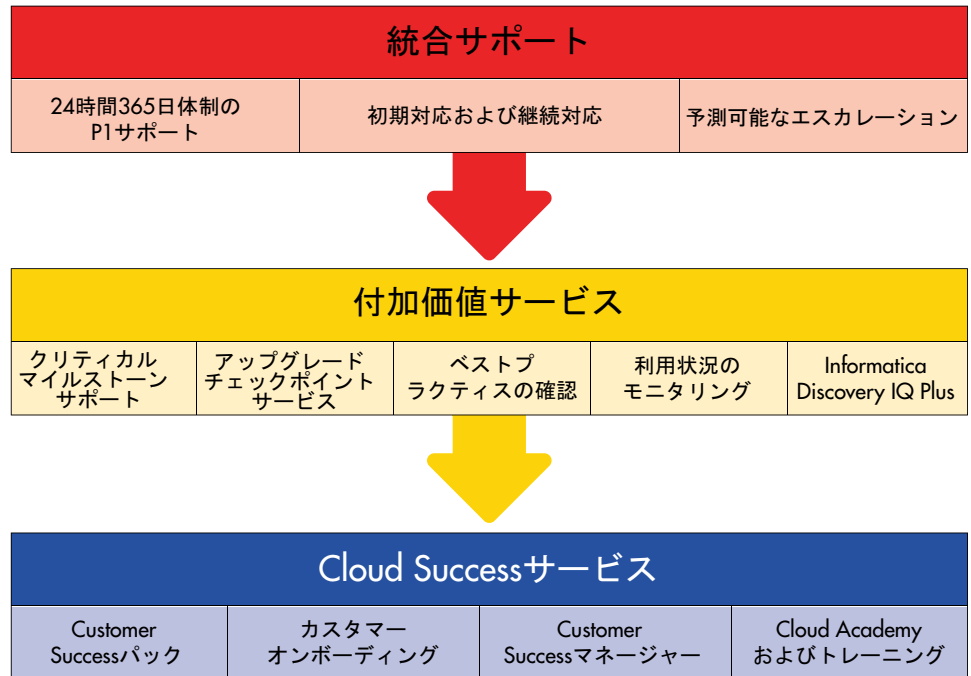 統合サポート
24時間365日体制の
P1サポート
初期対応および継続対応
予測可能なエスカレーション
付加価値サービス
クリティカル
マイルストーン
サポート
アップグレード
チェックポイント
サービス
ベストプ
ラクティスの確認
利用状況の
モニタリング
Informatica
Discovery IQ Plus
Cloud Successサービス
Customer
Successパック
カスタマー
オンボーディング
Customer
Successマネージャー
Cloud Academy
およびトレーニング